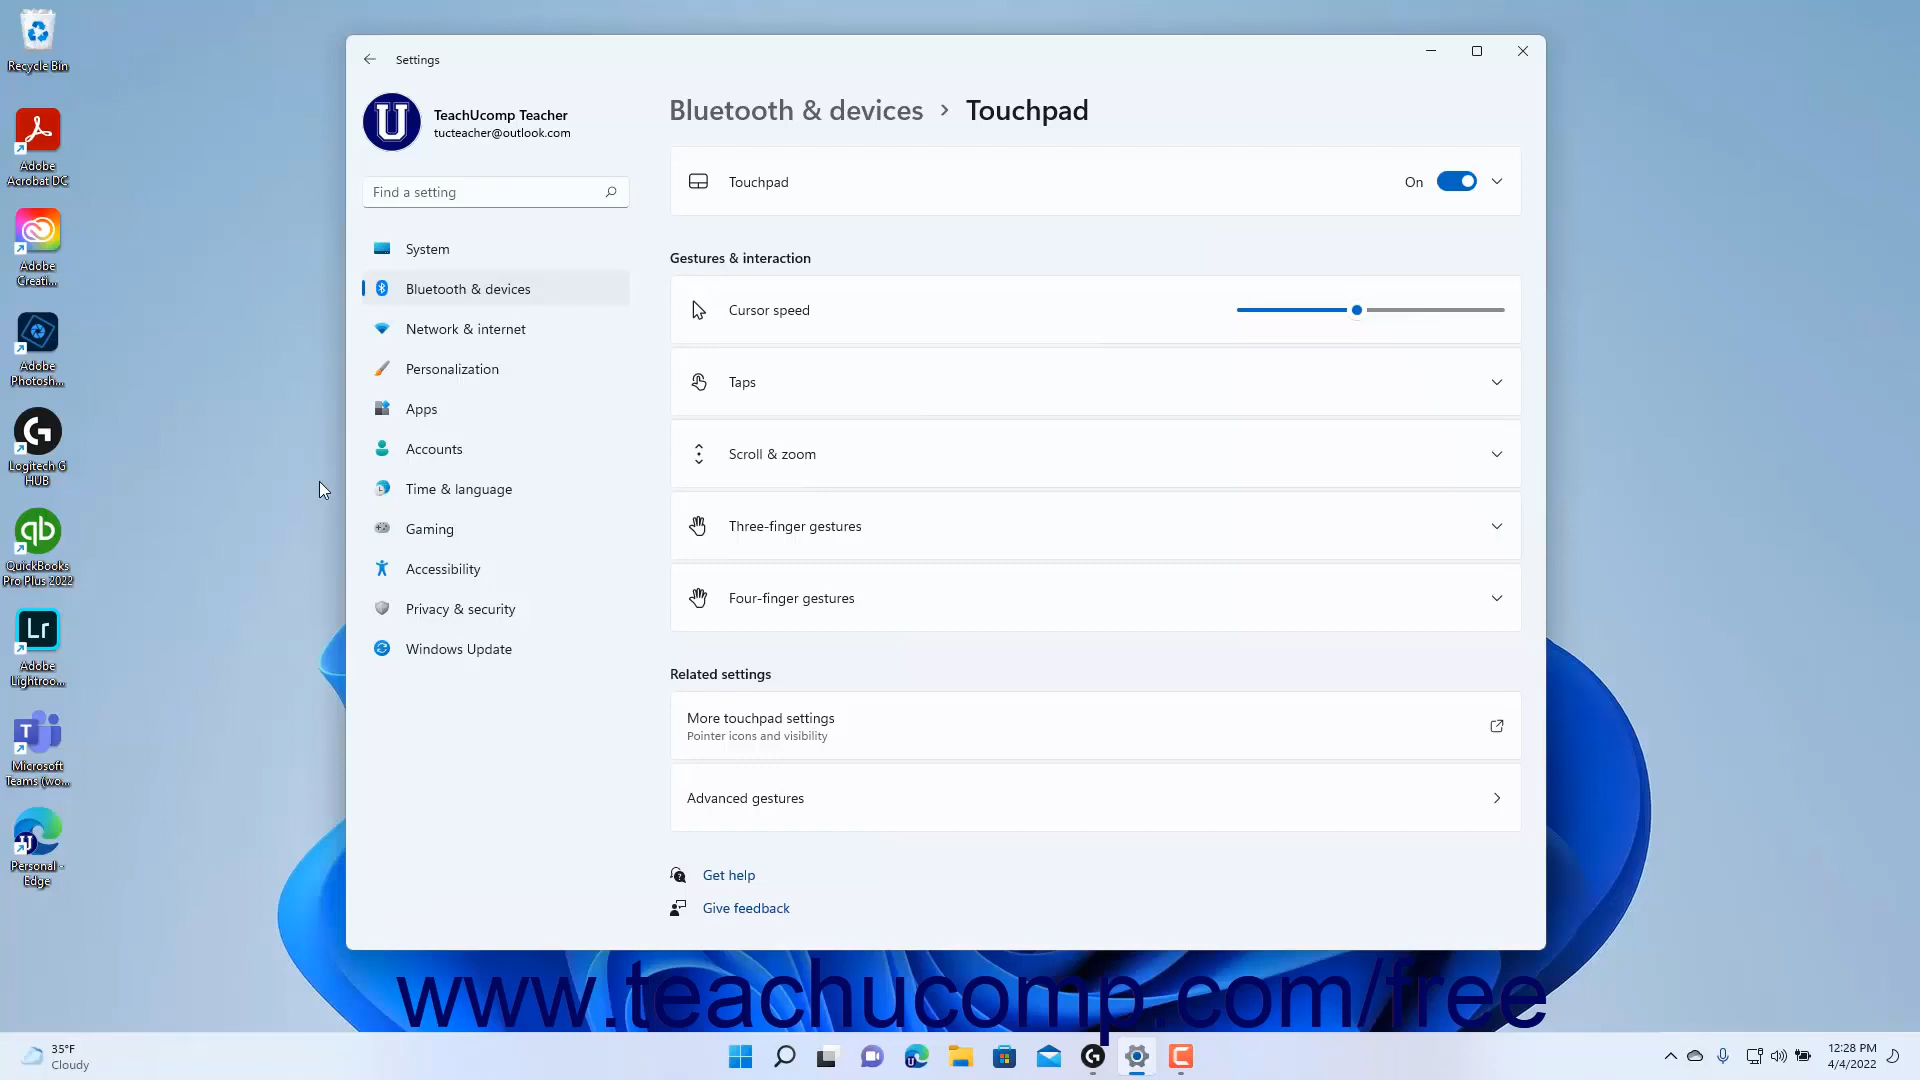 Recycle Bin
Adobe
Acrobat DC
Adobe
Creati...
Adobe
Photosh...
Logitech G
HUB
QuickBooks
Pro Plus 2022
Lr
Adobe
Lightroo...
Microsoft
Teams (wo...
Personal -
Edge
Settings
U
TeachUcomp Teacher
tucteacher@outlook.com
Find a setting
System
Bluetooth & devices
Network & internet
Personalization
Apps
Accounts
Time & language
Gaming
Accessibility
Privacy & security
Windows Update
Bluetooth & devices > Touchpad
Touchpad
On
Gestures & interaction
Cursor speed
Taps
Scroll & zoom
Three-finger gestures
Four-finger gestures
Related settings
More touchpad settings
Pointer icons and visibility
Advanced gestures
Get help
Give feedback
www.teachucomp.com/free
35°F
Cloudy
12:28 PM
4/4/2022